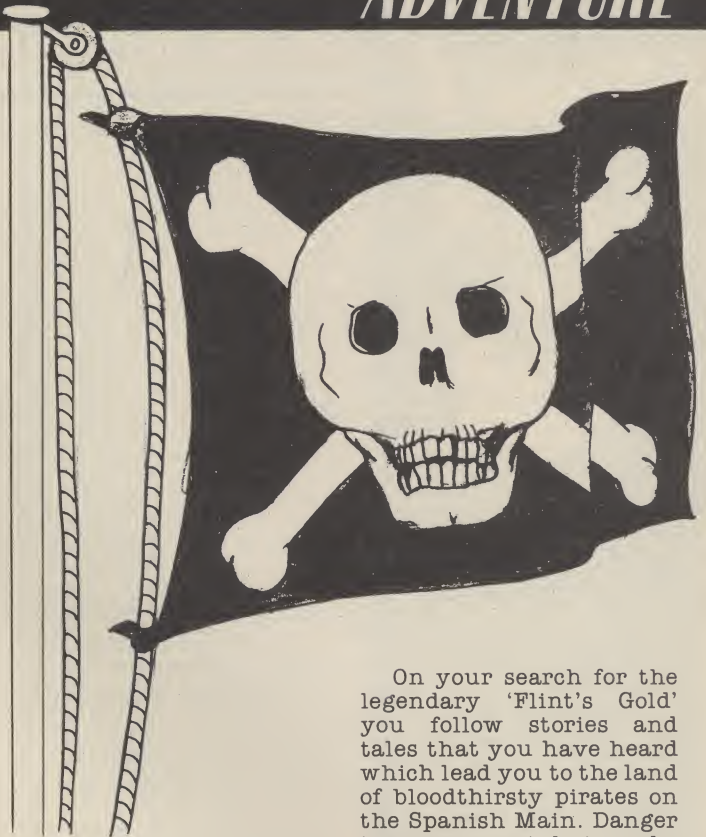 ADVENTURE
On your search for the
legendary 'Flint's Gold'
you follow stories and
tales that you have heard
which lead you to the land
of bloodthirsty pirates on
the Spanish Main. Danger